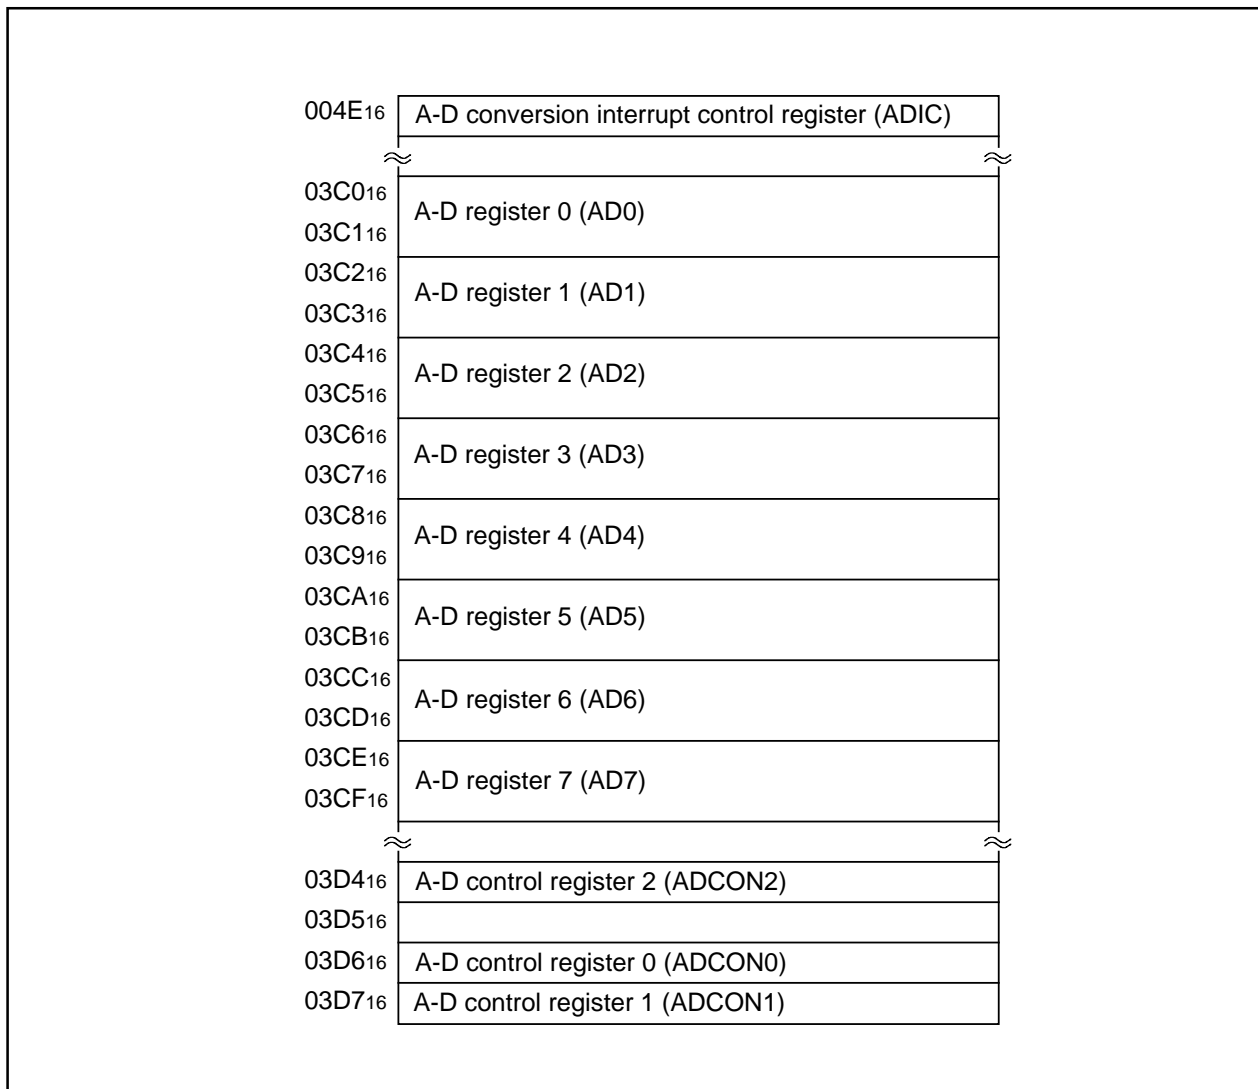 004E16 A-D conversion interrupt control register (ADIC)
03C016
A-D register 0 (AD0)
03C116
03C216
A-D register 1 (AD1)
03C316
03C416
A-D register 2 (AD2)
03C516
03C616
A-D register 3 (AD3)
03C716
03C816
A-D register 4 (AD4)
03C916
03CA16
A-D register 5 (AD5)
03CB16
03CC16
A-D register 6 (AD6)
03CD16
03CE16
A-D register 7 (AD7)
03CF16
03D416 A-D control register 2 (ADCON2)
03D516
03D616 A-D control register 0 (ADCON0)
03D716 A-D control register 1 (ADCON1)